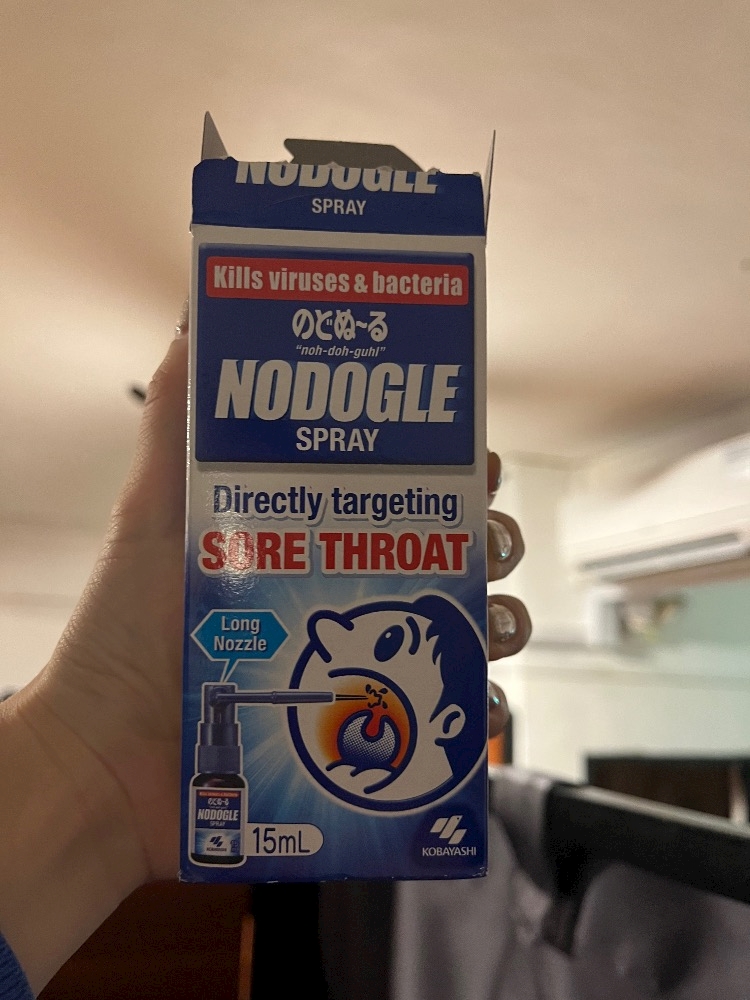 NODOGLE
SPRAY
Kills viruses & bacteria
のどぬ～る
"noh-doh-guhl"
NODOGLE
SPRAY
Directly targeting
SORE THROAT
Long
Nozzle
のどぬ～る
NODOGLE
SPRAY
15mL
KOBAYASHI